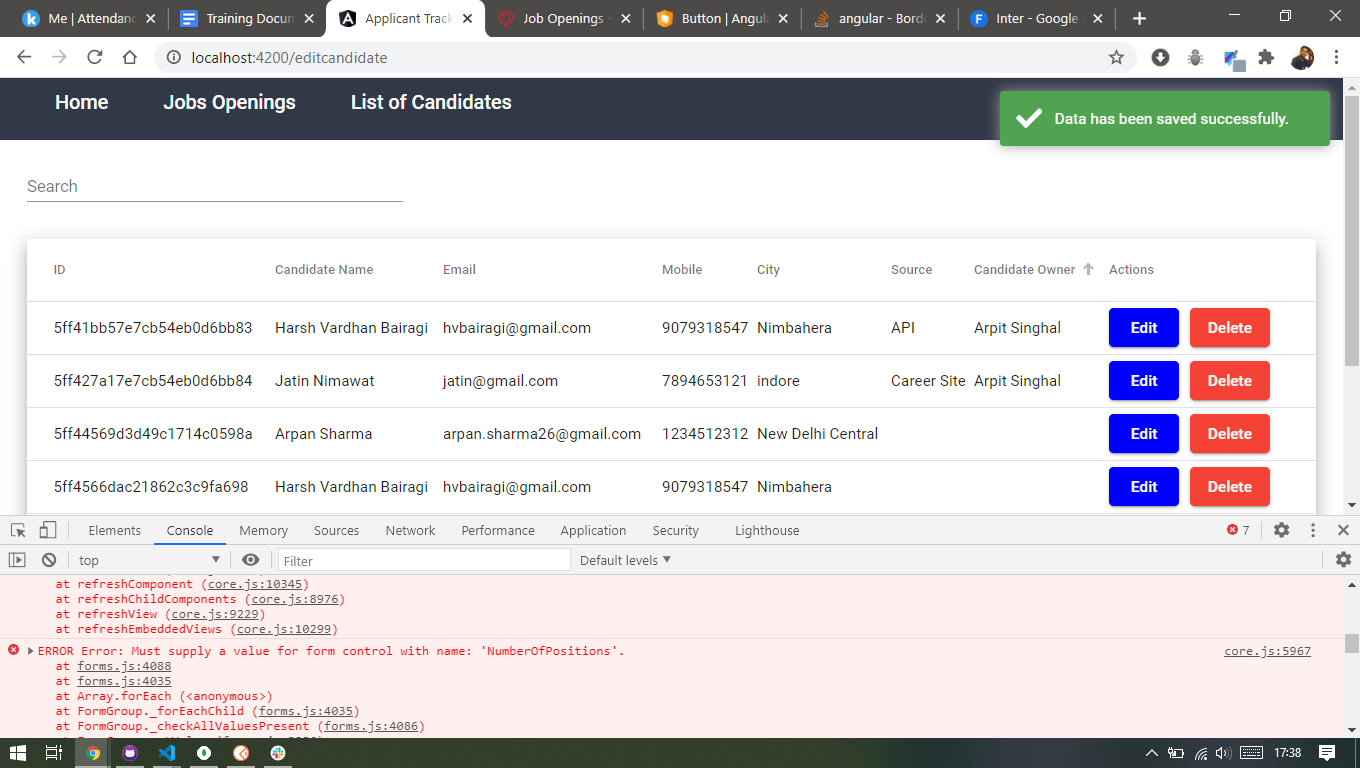 Me | Attendanc
Training Docum
Applicant Track
Job Openings -
Button | Angula
angular - Borde
Inter - Google
localhost:4200/editcandidate
Home Jobs Openings List of Candidates
Data has been saved successfully.
Search
ID Candidate Name Email Mobile City Source Candidate Owner Actions
5ff41bb57e7cb54eb0d6bb83 Harsh Vardhan Bairagi hvbairagi@gmail.com 9079318547 Nimbahera API Arpit Singhal Edit Delete
5ff427a17e7cb54eb0d6bb84 Jatin Nimawat jatin@gmail.com 7894653121 indore Career Site Arpit Singhal Edit Delete
5ff44569d3d49c1714c0598a Arpan Sharma arpan.sharma26@gmail.com 1234512312 New Delhi Central Edit Delete
5ff4566dac21862c3c9fa698 Harsh Vardhan Bairagi hvbairagi@gmail.com 9079318547 Nimbahera Edit Delete
Elements Console Memory Sources Network Performance Application Security Lighthouse 7
top Filter Default levels
at refreshComponent (core.js:10345)
at refreshChildComponents (core.js:8976)
at refreshView (core.js:9229)
at refreshEmbeddedViews (core.js:10299)
ERROR Error: Must supply a value for form control with name: 'NumberOfPositions'. core.js:5967
at forms.js:4088
at forms.js:4035
at Array.forEach (<anonymous>)
at FormGroup._forEachChild (forms.js:4035)
at FormGroup._checkAllValuesPresent (forms.js:4086)
17:38